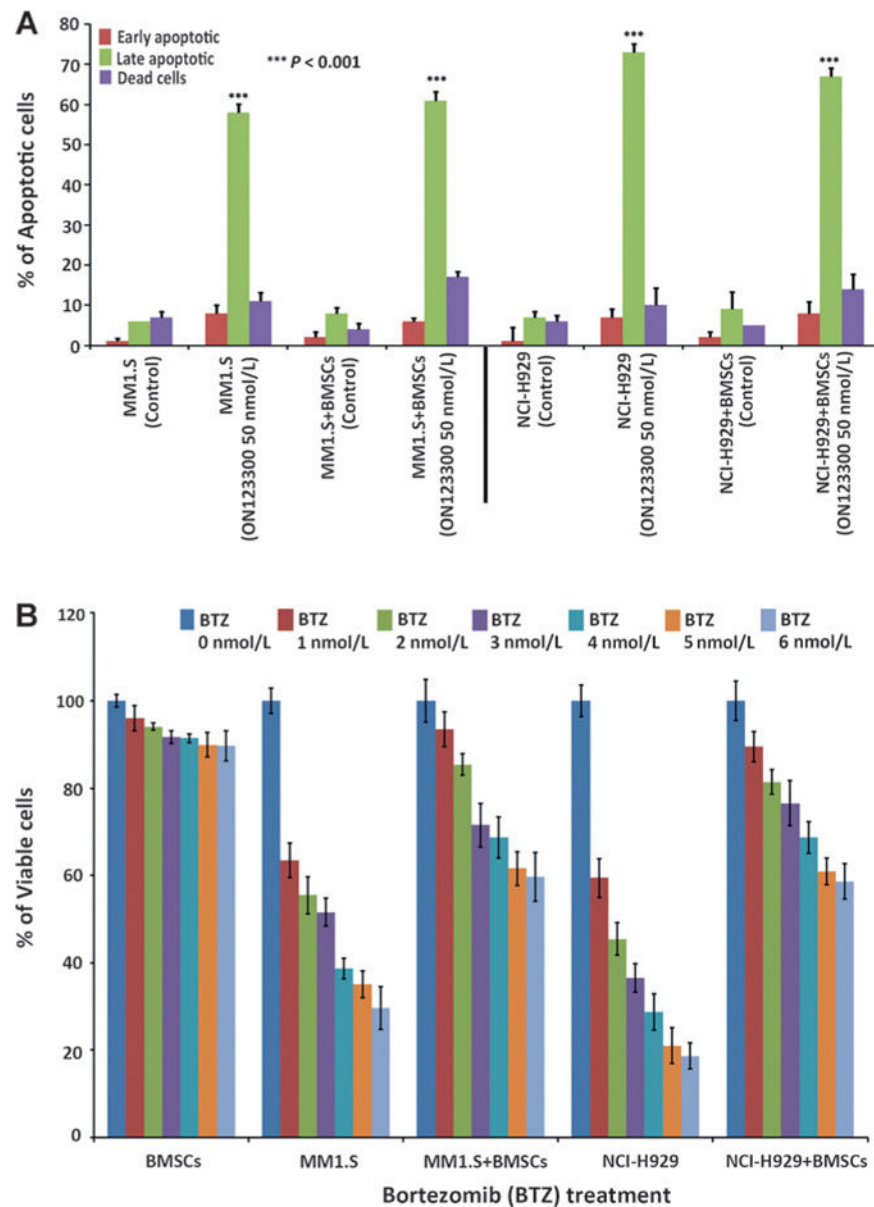 A
80
70
60
50
40
30
20
10
0
% of Apoptotic cells
Early apoptotic
Late apoptotic
Dead cells
*** P < 0.001
***
***
***
***
MM1.S
(Control)
MM1.S
(ON123300 50 nmol/L)
MM1.S+BMSCs
(Control)
MM1.S+BMSCs
(ON123300 50 nmol/L)
NCI-H929
(Control)
NCI-H929
(ON123300 50 nmol/L)
NCI-H929+BMSCs
(Control)
NCI-H929+BMSCs
(ON123300 50 nmol/L)
B
120
100
80
60
40
20
0
% of Viable cells
BTZ
0 nmol/L
BTZ
1 nmol/L
BTZ
2 nmol/L
BTZ
3 nmol/L
BTZ
4 nmol/L
BTZ
5 nmol/L
BTZ
6 nmol/L
BMSCs
MM1.S
MM1.S+BMSCs
NCI-H929
NCI-H929+BMSCs
Bortezomib (BTZ) treatment